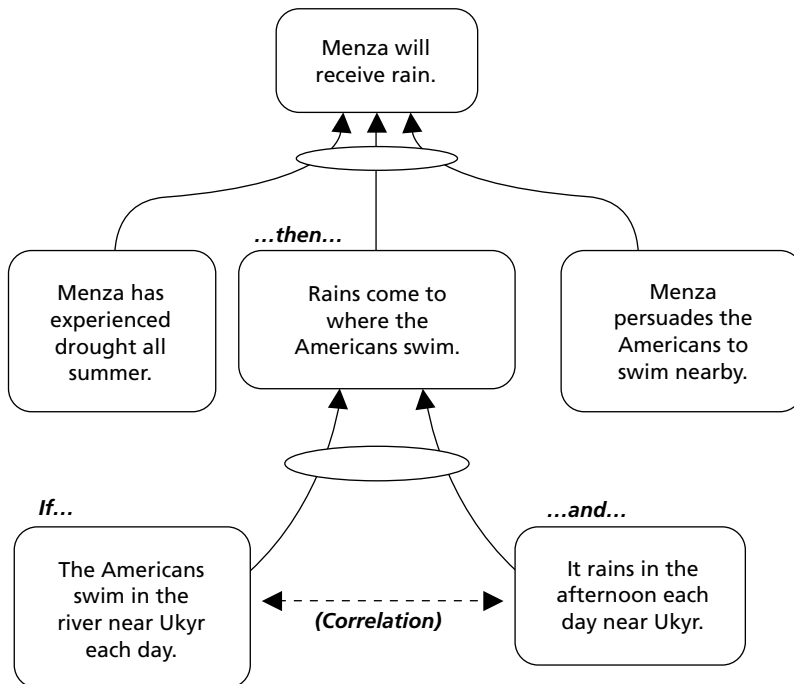 Menza will
receive rain.
...then...
Menza has
experienced
drought all
summer.
Rains come to
where the
Americans swim.
Menza
persuades the
Americans to
swim nearby.
If...
...and...
The Americans
swim in the
river near Ukyr
each day.
(Correlation)
It rains in the
afternoon each
day near Ukyr.